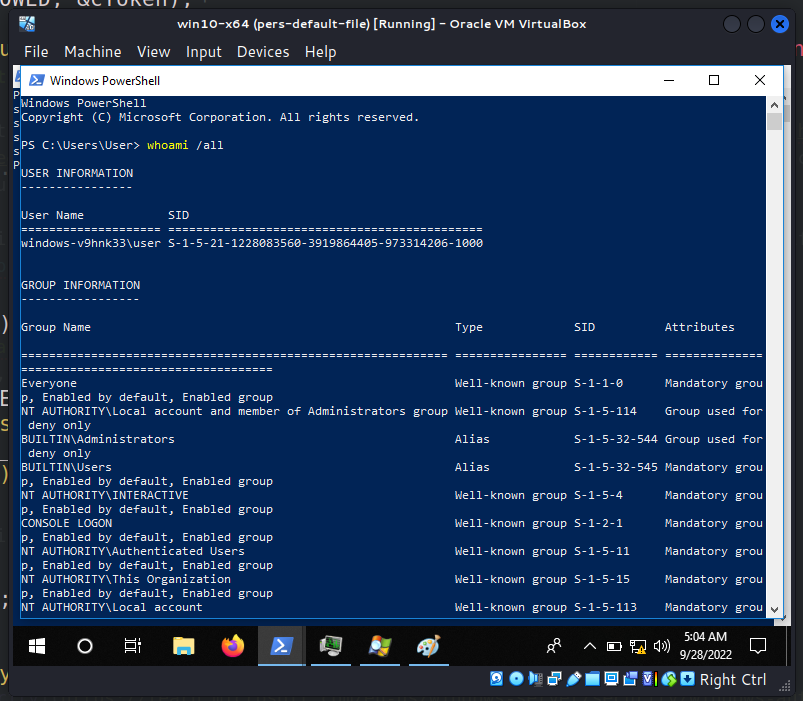 OWED, &cToken);
win10-x64 (pers-default-file) [Running] - Oracle VM VirtualBox
File Machine View Input Devices Help
Windows PowerShell
Windows PowerShell
Copyright (C) Microsoft Corporation. All rights reserved.
PS C:\Users\User> whoami /all
USER INFORMATION
----------------
User Name SID
==================== =============================================
windows-v9hnk33\user S-1-5-21-1228083560-3919864405-973314206-1000
GROUP INFORMATION
-----------------
Group Name Type SID Attributes
============================================================= ================ ============ ==============
====================================
Everyone Well-known group S-1-1-0 Mandatory grou
p, Enabled by default, Enabled group
NT AUTHORITY\Local account and member of Administrators group Well-known group S-1-5-114 Group used for
deny only
BUILTIN\Administrators Alias S-1-5-32-544 Group used for
deny only
BUILTIN\Users Alias S-1-5-32-545 Mandatory grou
p, Enabled by default, Enabled group
NT AUTHORITY\INTERACTIVE Well-known group S-1-5-4 Mandatory grou
p, Enabled by default, Enabled group
CONSOLE LOGON Well-known group S-1-2-1 Mandatory grou
p, Enabled by default, Enabled group
NT AUTHORITY\Authenticated Users Well-known group S-1-5-11 Mandatory grou
p, Enabled by default, Enabled group
NT AUTHORITY\This Organization Well-known group S-1-5-15 Mandatory grou
p, Enabled by default, Enabled group
NT AUTHORITY\Local account Well-known group S-1-5-113 Mandatory grou
5:04 AM
9/28/2022
Right Ctrl